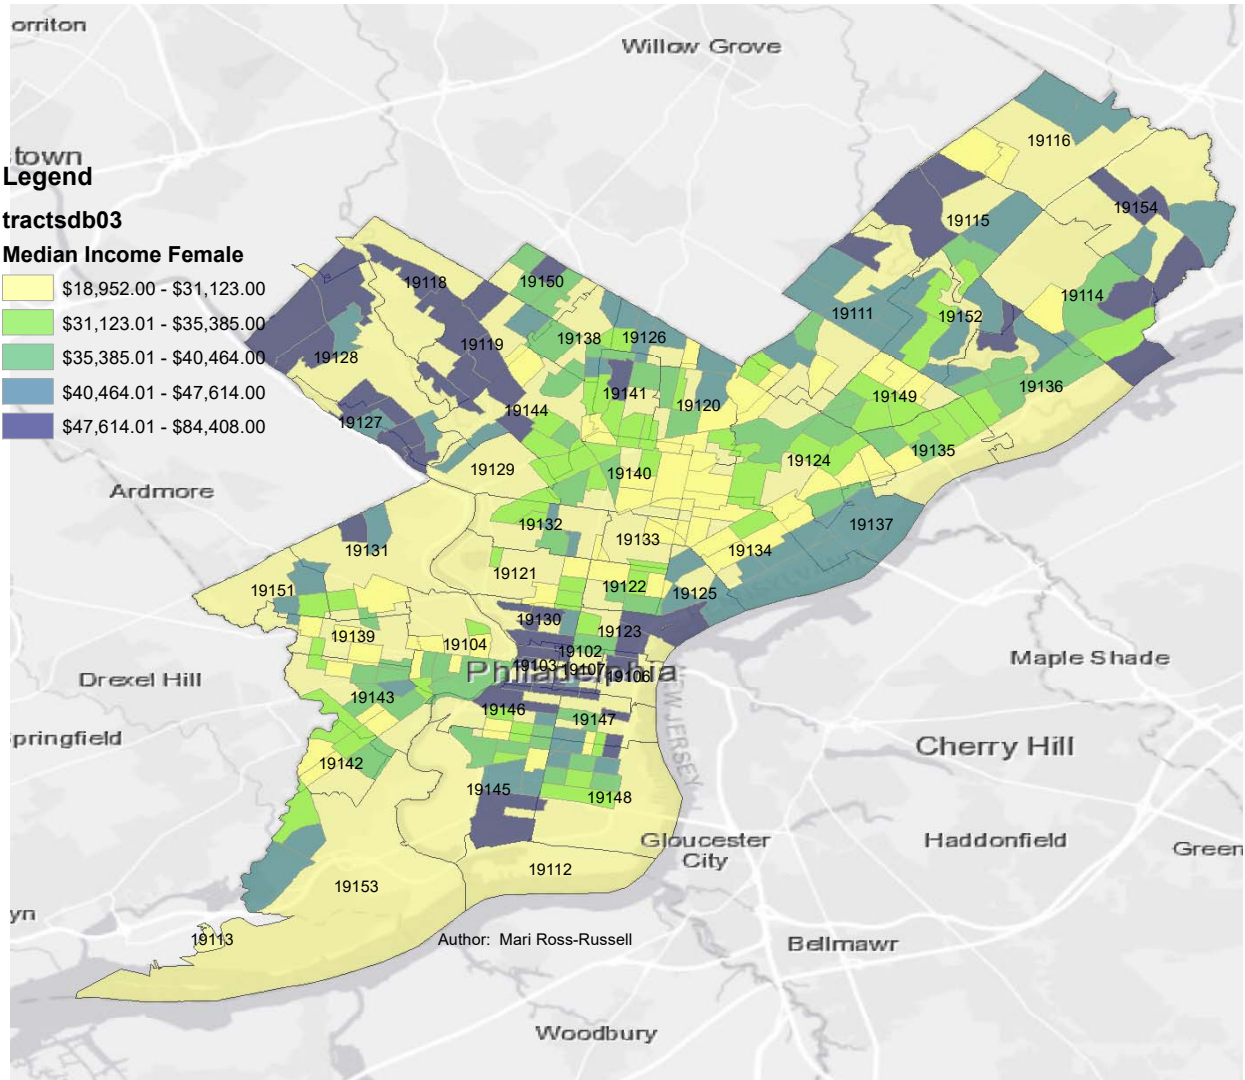 orriton
Willow Grove
town
Legend
tractsdb03
Median Income Female
$18,952.00 - $31,123.00
$31,123.01 - $35,385.00
$35,385.01 - $40,464.00
$40,464.01 - $47,614.00
$47,614.01 - $84,408.00
19116
19154
19115
19118
19150
19114
19111
19152
19138
19126
19119
19128
19136
19141
19149
19120
19144
19127
19135
19124
19129
19140
Ardmore
19132
19137
19133
19131
19134
19121
19122
19151
19125
19130
19123
19139
19104
19102
Maple Shade
19103
19107
19106
Philadelphia
Drexel Hill
19143
19146
19147
NEW JERSEY
pringfield
Cherry Hill
19142
19145
19148
Gloucester
City
Haddonfield
Green
19112
19153
yn
19113
Author:  Mari Ross-Russell
Bellmawr
Woodbury